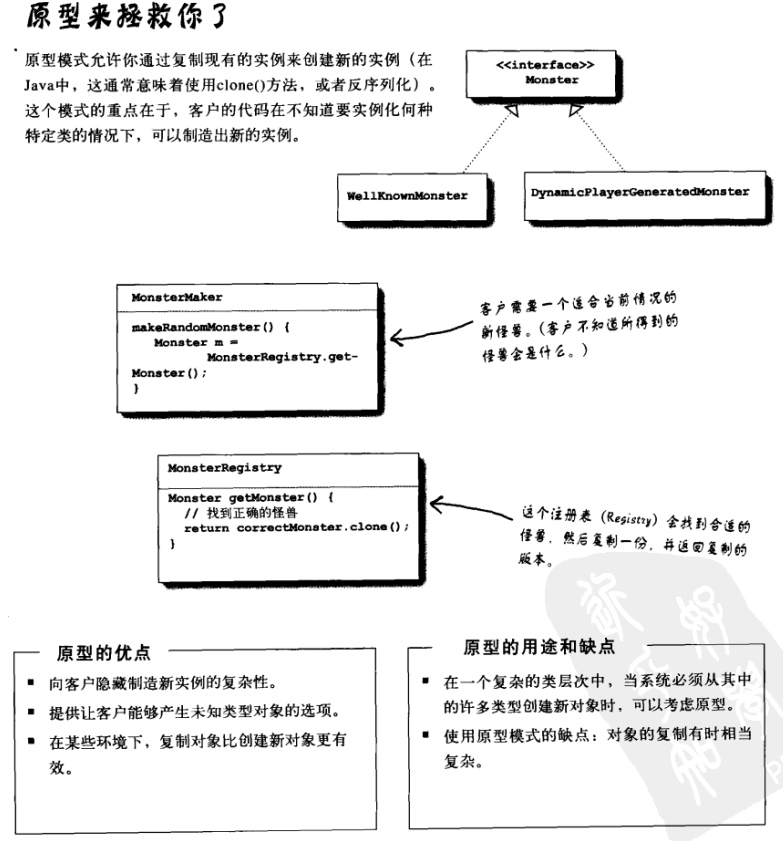 原型来拯救你了
原型模式允许你通过复制现有的实例来创建新的实例（在
Java中，这通常意味着使用clone()方法，或者反序列化）。
这个模式的重点在于，客户的代码在不知道要实例化何种
特定类的情况下，可以制造出新的实例。
<<interface>>
Monster
WellKnownMonster
DynamicPlayerGeneratedMonster
MonsterMaker
makeRandomMonster() {
Monster m =
MonsterRegistry.get-
Monster();
}
客户需要一个适合当前情况的
新怪兽。（客户不知道所得到的
怪兽会是什么。）
MonsterRegistry
Monster getMonster() {
// 找到正确的怪兽
return correctMonster.clone();
}
这个注册表（Registry）会找到合适的
怪兽，然后复制一份，并返回复制的
版本。
原型的优点
▪ 向客户隐藏制造新实例的复杂性。
▪ 提供让客户能够产生未知类型对象的选项。
▪ 在某些环境下，复制对象比创建新对象更有
效。
原型的用途和缺点
▪ 在一个复杂的类层次中，当系统必须从其中
的许多类型创建新对象时，可以考虑原型。
▪ 使用原型模式的缺点：对象的复制有时相当
复杂。